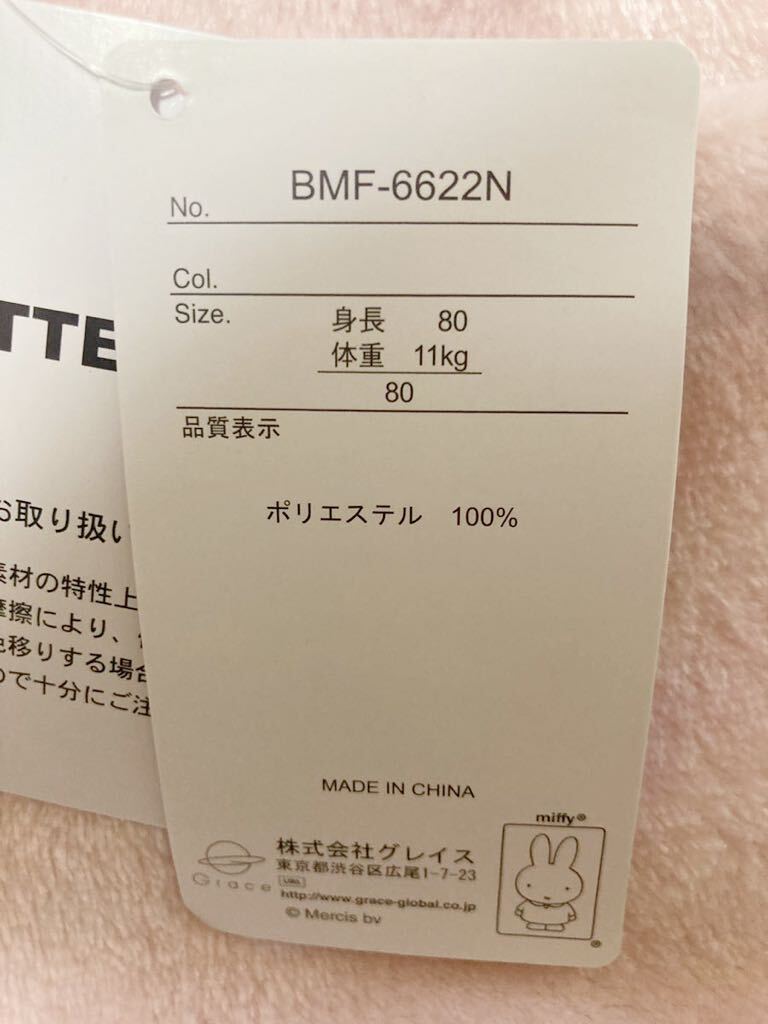 No. BMF-6622N
Col.
Size. 身長 80
体重 11kg
80
品質表示
ポリエステル 100%
MADE IN CHINA
miffy®
Grace
株式会社グレイス
東京都渋谷区広尾1-7-23
http://www.grace-global.co.jp
© Mercis bv
®
TTE
お取り扱い
素材の特性上
摩擦により、
色移りする場合
ので十分にご注